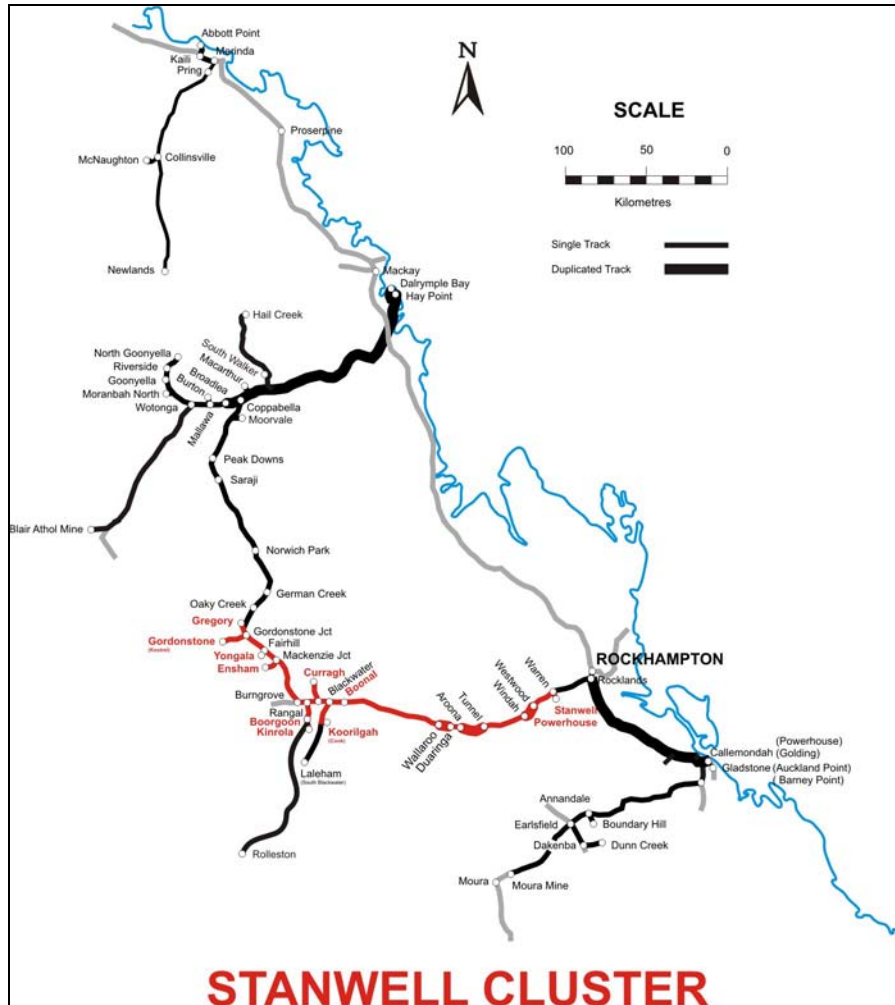 Abbott Point
Kaili
Merinda
Pring
N
SCALE
100 50 0
Kilometres
Proserpine
McNaughton
Collinsville
Single Track
Duplicated Track
Newlands
Mackay
Dalrymple Bay
Hay Point
Hail Creek
South Walker
Macarthur
North Goonyella
Riverside
Broadlea
Goonyella
Burton
Moranbah North
Wotonga
Mallawa
Coppabella
Moorvale
Peak Downs
Saraji
Blair Athol Mine
Norwich Park
German Creek
Oaky Creek
Gregory
Gordonstone Jct
Gordonstone
(Kestrel)
Fairhill
Yongala
Mackenzie Jct
Ensham
Curragh
Blackwater
Boonal
Burngrove
Rangal
Boorgoon
Kinrola
Koorilgah
(Cook)
Laleham
(South Blackwater)
Rolleston
Wallaroo
Aroona
Duaringa
Tunnel
Windah
Westwood
Warren
Stanwell
Powerhouse
ROCKHAMPTON
Rocklands
Callemondah (Powerhouse)
(Golding)
Gladstone (Auckland Point)
( Barney Point)
Annandale
Earlsfield
Boundary Hill
Dakenba
Dunn Creek
Moura
Moura Mine
STANWELL CLUSTER